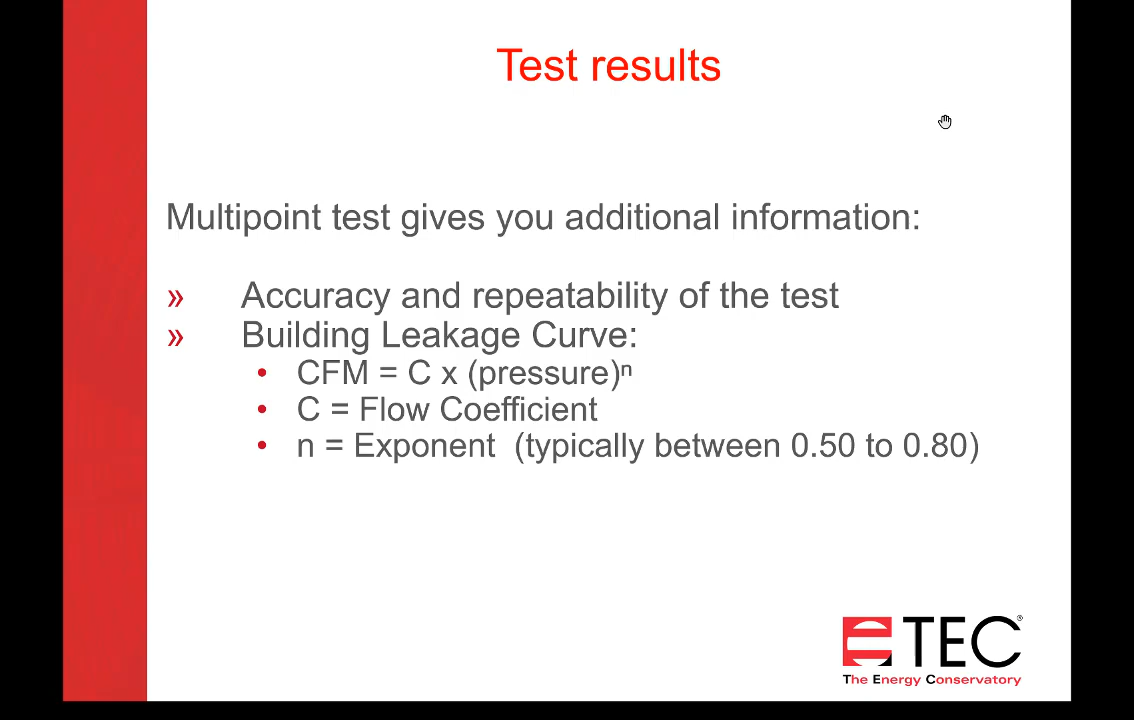 Test results
Multipoint test gives you additional information:
» Accuracy and repeatability of the test
» Building Leakage Curve:
• CFM = C x (pressure)ⁿ
• C = Flow Coefficient
• n = Exponent (typically between 0.50 to 0.80)
TEC®
The Energy Conservatory